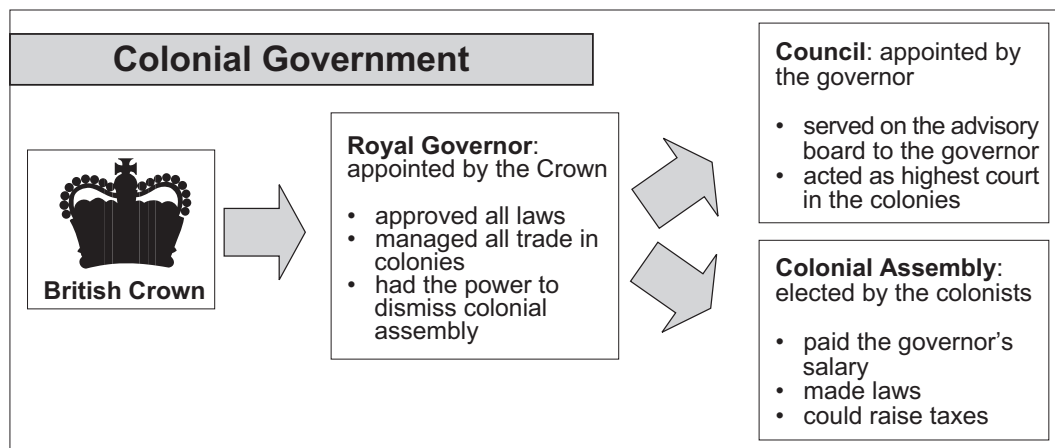 Colonial Government
British Crown
Royal Governor:
appointed by the Crown
• approved all laws
• managed all trade in
colonies
• had the power to
dismiss colonial
assembly
Council: appointed by
the governor
• served on the advisory
board to the governor
• acted as highest court
in the colonies
Colonial Assembly:
elected by the colonists
• paid the governor’s
salary
• made laws
• could raise taxes